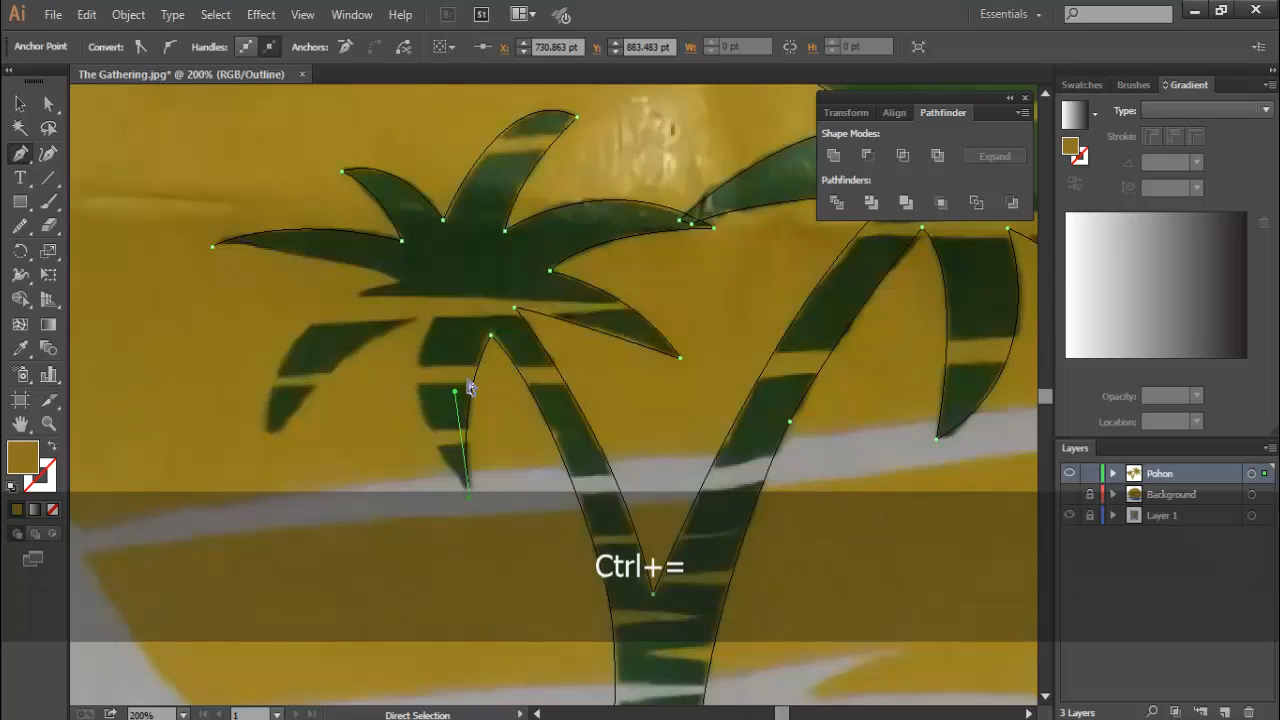 Ai File Edit Object Type Select Effect View Window Help Br St Essentials
Anchor Point Convert: Handles: Anchors: X: 730.863 pt Y: 883.483 pt W: 0 pt H: 0 pt
The Gathering.jpg* @ 200% (RGB/Outline) ×
Swatches Brushes Gradient
Type:
Stroke:
Opacity:
Location:
Transform Align Pathfinder
Shape Modes:
Expand
Pathfinders:
Ctrl+=
Layers
Pohon
Background
Layer 1
3 Layers
200% 1 Direct Selection